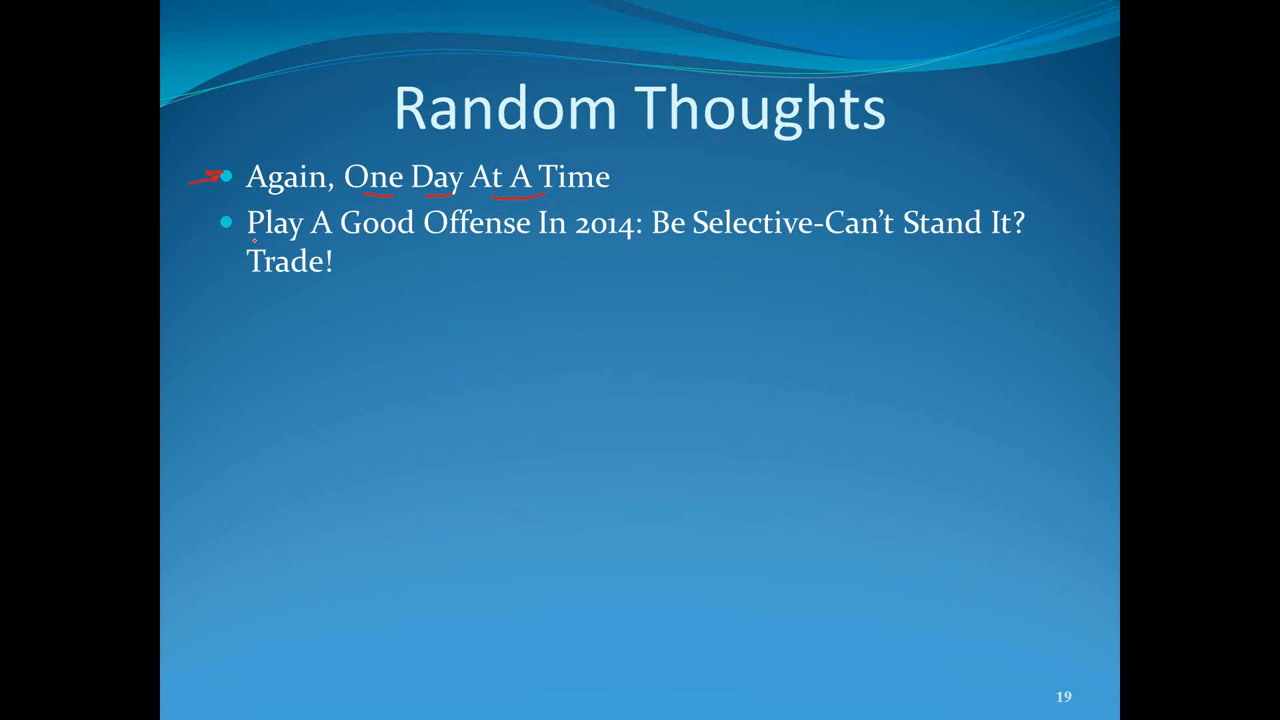 Random Thoughts
Again, One Day At A Time
Play A Good Offense In 2014: Be Selective-Can't Stand It?
Trade!
19